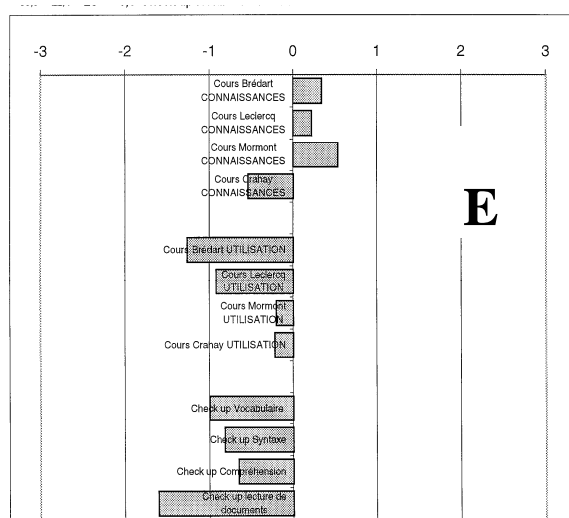 -3 -2 -1 0 1 2 3
Cours Brédart
CONNAISSANCES
Cours Leclercq
CONNAISSANCES
Cours Mormont
CONNAISSANCES
Cours Crahay
CONNAISSANCES
E
Cours Brédart UTILISATION
Cours Leclercq
UTILISATION
Cours Mormont
UTILISATION
Cours Crahay UTILISATION
Check up Vocabulaire
Check up Syntaxe
Check up Compréhension
Check up lecture de
documents